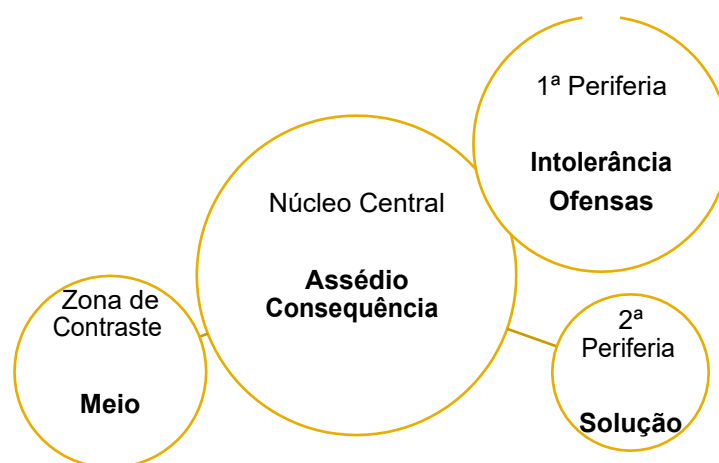 1ª Periferia
Intolerância
Ofensas
Núcleo Central
Assédio
Consequência
Zona de
Contraste
Meio
2ª
Periferia
Solução